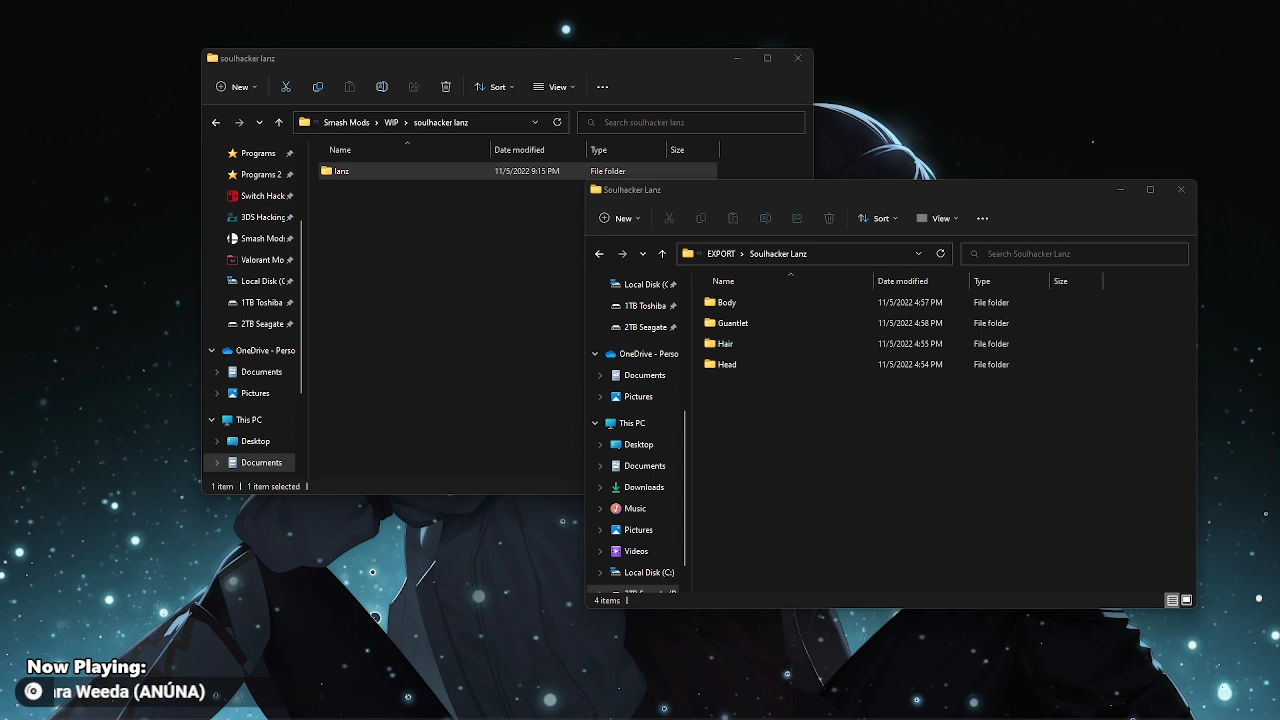 soulhacker lanz
New
Sort
View
Smash Mods > WIP > soulhacker lanz
Search soulhacker lanz
Name
Date modified
Type
Size
Programs
Programs 2
Switch Hack
3DS Hacking
Smash Mods
Valorant Mo
Local Disk (C
1TB Toshiba
2TB Seagate
OneDrive - Perso
Documents
Pictures
This PC
Desktop
Documents
lanz
11/5/2022 9:15 PM
File folder
1 item
1 item selected
Soulhacker Lanz
New
Sort
View
EXPORT > Soulhacker Lanz
Search Soulhacker Lanz
Name
Date modified
Type
Size
Local Disk (C
1TB Toshiba
2TB Seagate
OneDrive - Perso
Documents
Pictures
This PC
Desktop
Documents
Downloads
Music
Pictures
Videos
Local Disk (C:)
Body 11/5/2022 4:57 PM File folder
Guantlet 11/5/2022 4:58 PM File folder
Hair 11/5/2022 4:55 PM File folder
Head 11/5/2022 4:54 PM File folder
4 items
Now Playing:
ara Weeda (ANÚNA)